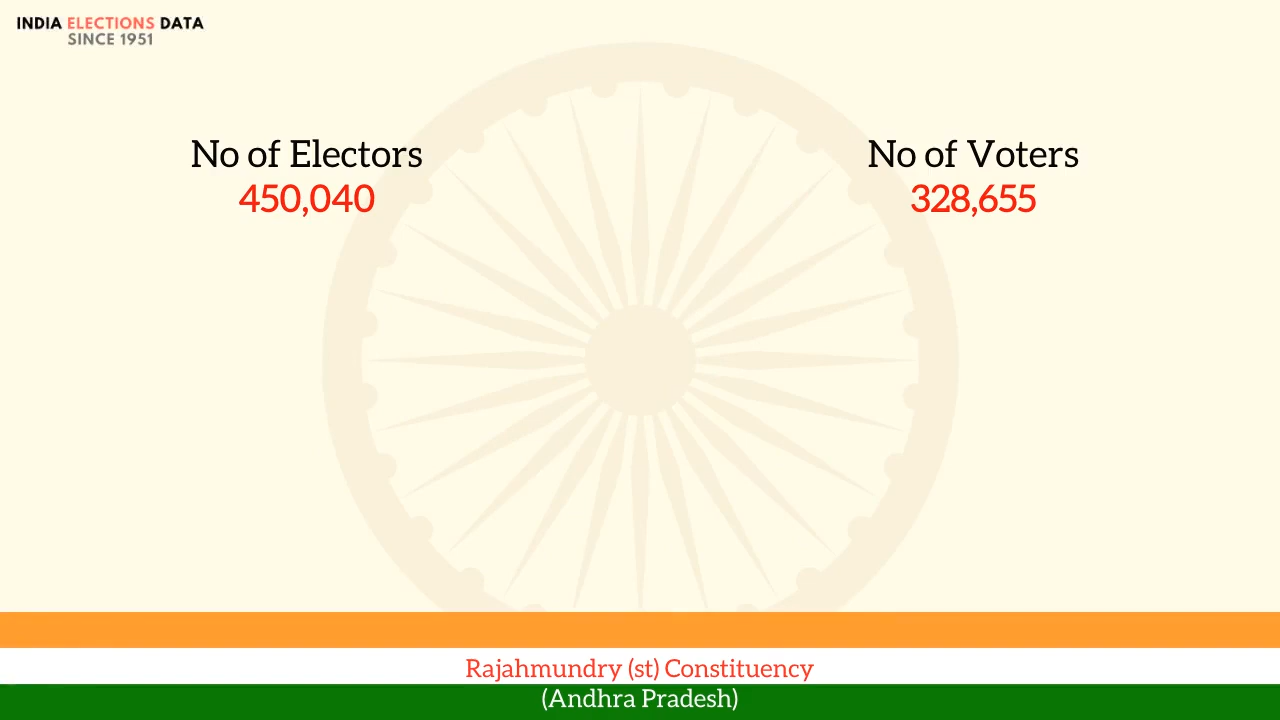 INDIA ELECTIONS DATA
SINCE 1951
No of Electors
450,040
No of Voters
328,655
Rajahmundry (st) Constituency
(Andhra Pradesh)